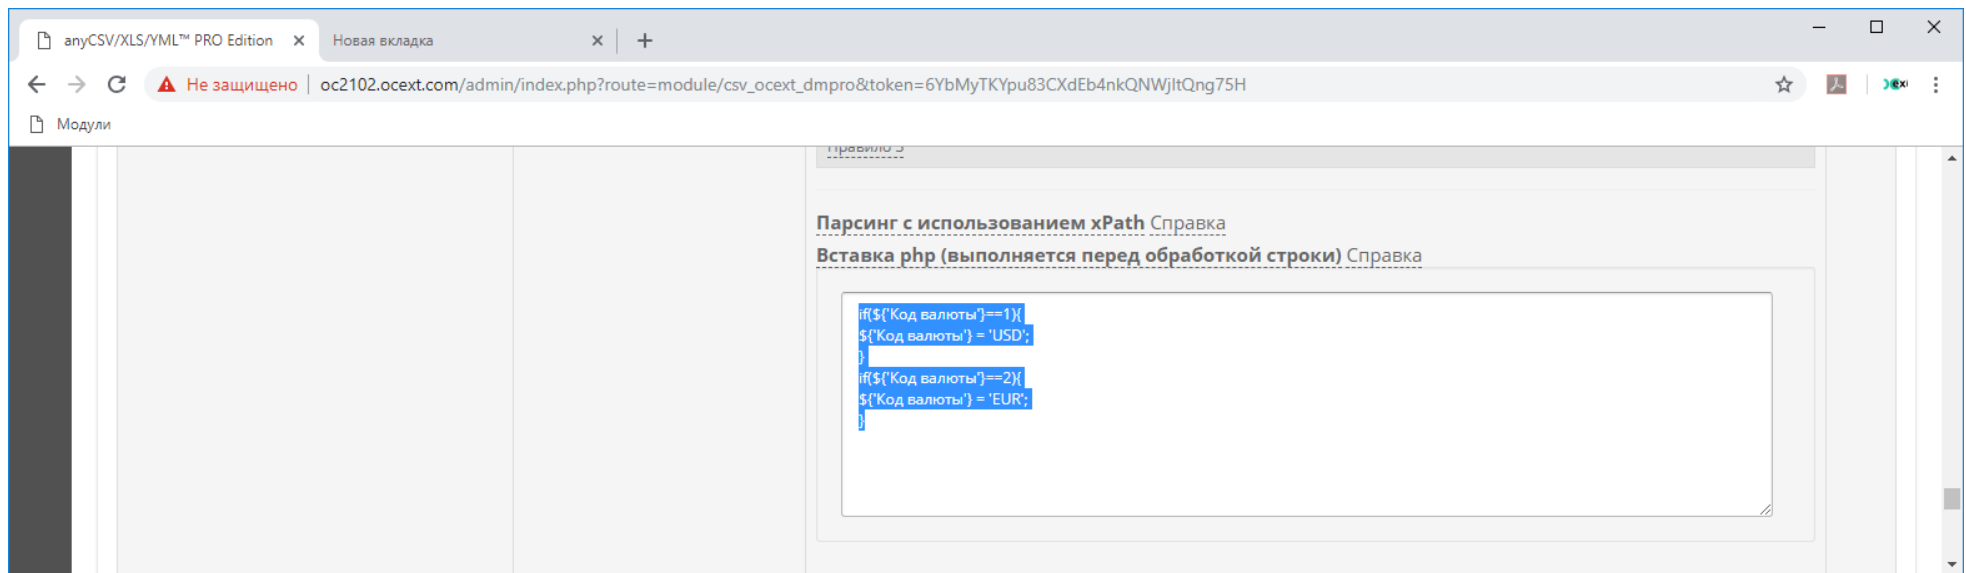 anyCSV/XLS/YML™ PRO Edition
Новая вкладка
Не защищено
oc2102.ocext.com/admin/index.php?route=module/csv_ocext_dmpro&token=6YbMyTKYpu83CXdEb4nkQNWjltQng75H
Модули
Правило 3
Парсинг с использованием xPath Справка
Вставка php (выполняется перед обработкой строки) Справка
if(${'Код валюты'}==1){
${'Код валюты'} = 'USD';
}
if(${'Код валюты'}==2){
${'Код валюты'} = 'EUR';
}